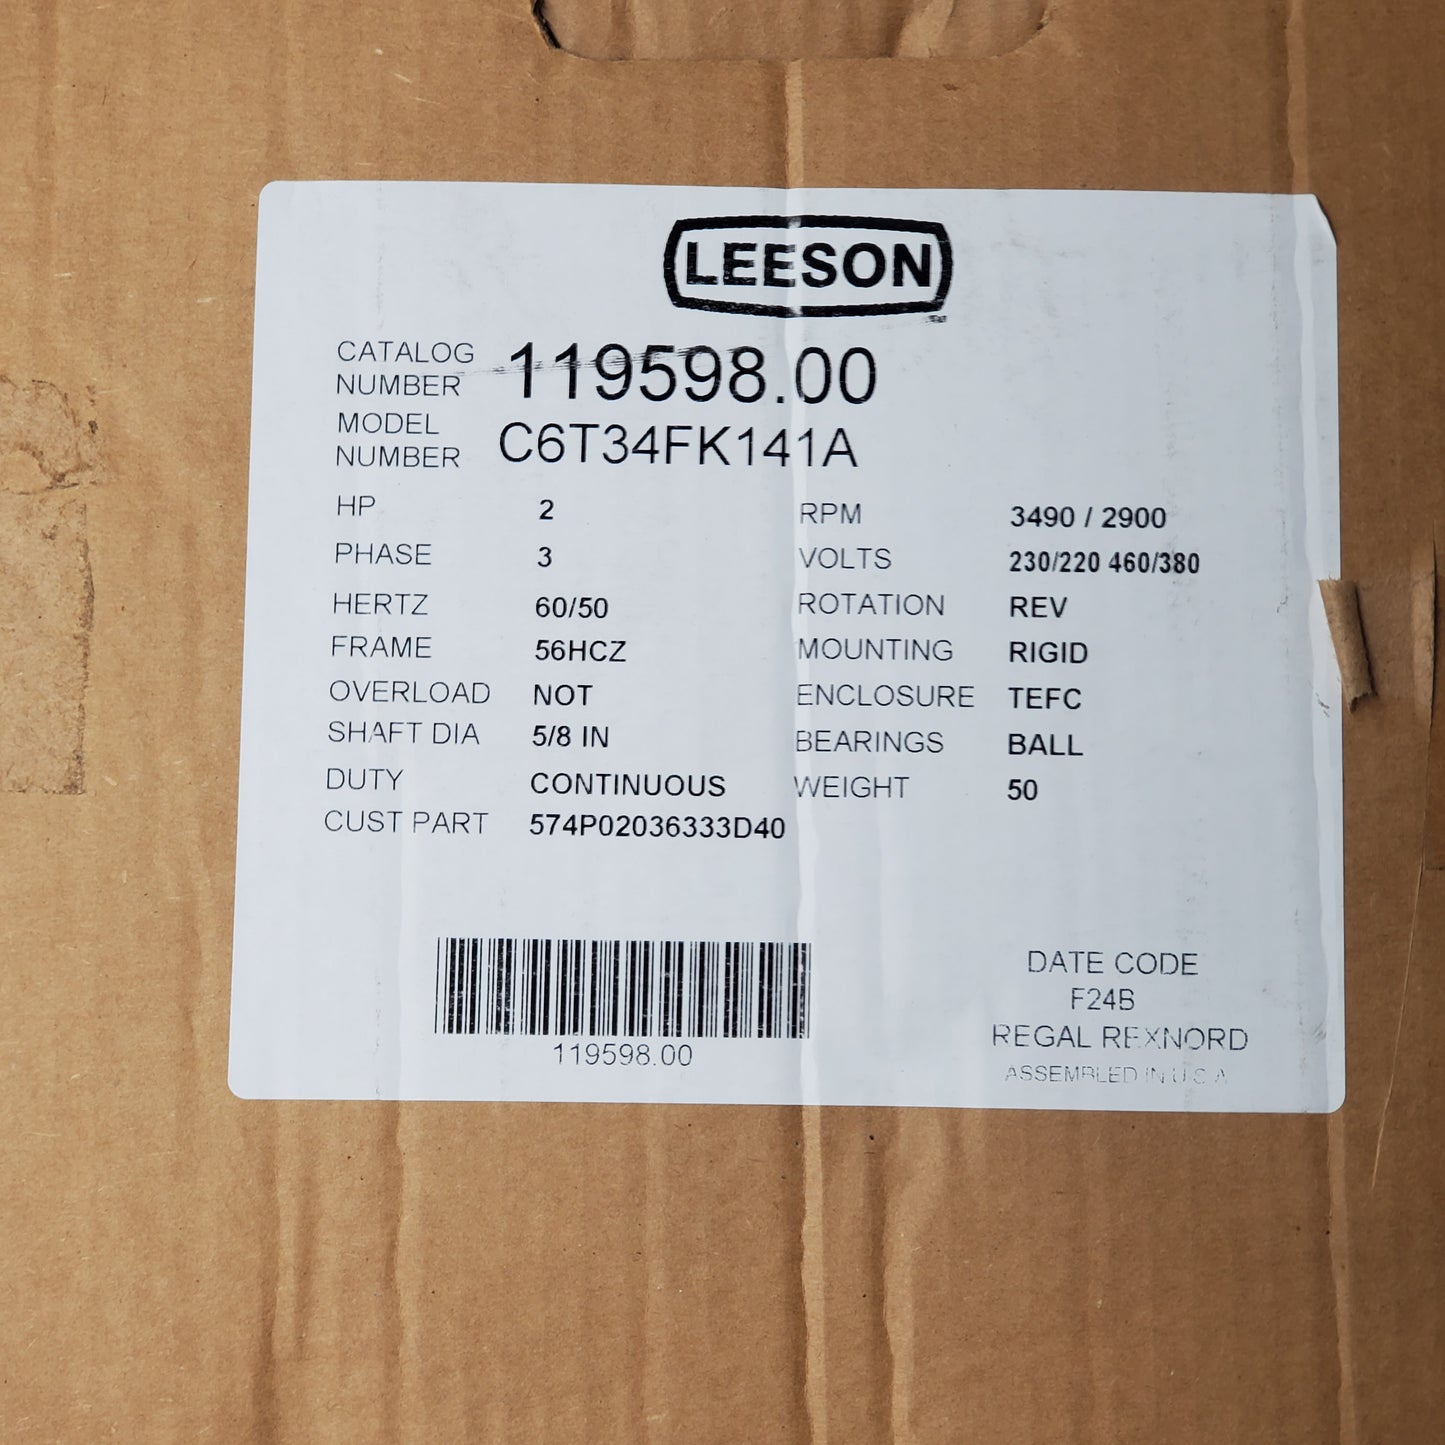 LEESON
TM
CATALOG NUMBER 119598.00
MODEL NUMBER C6T34FK141A
HP 2 RPM 3490 / 2900
PHASE 3 VOLTS 230/220 460/380
HERTZ 60/50 ROTATION REV
FRAME 56HCZ MOUNTING RIGID
OVERLOAD NOT ENCLOSURE TEFC
SHAFT DIA 5/8 IN BEARINGS BALL
DUTY CONTINUOUS WEIGHT 50
CUST PART 574P02036333D40
119598.00
DATE CODE
F24B
REGAL REXNORD
ASSEMBLED IN U.S.A